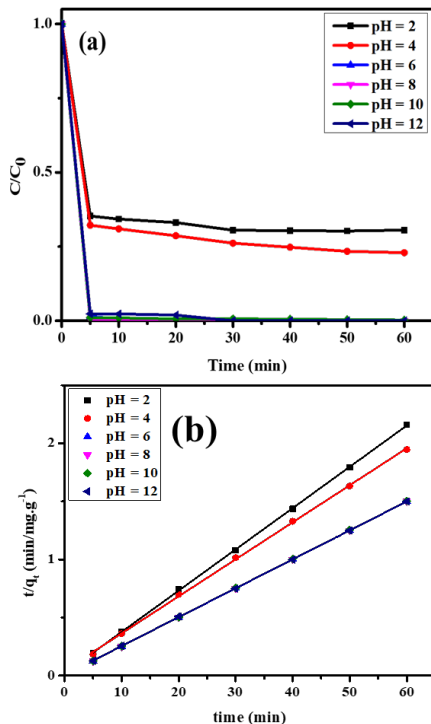 (a)
pH = 2
pH = 4
pH = 6
pH = 8
pH = 10
pH = 12
1.0
0.5
0.0
C/C0
0 10 20 30 40 50 60
Time (min)
(b)
pH = 2
pH = 4
pH = 6
pH = 8
pH = 10
pH = 12
2
1
0
t/qt (min/mg.g-1)
0 10 20 30 40 50 60
time (min)